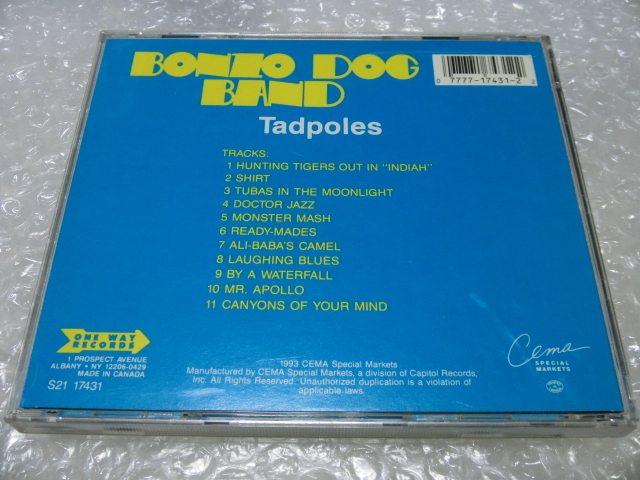 BONZO DOG
BAND
Tadpoles
0 7777-17431-2 2
TRACKS:
1 HUNTING TIGERS OUT IN "INDIAH"
2 SHIRT
3 TUBAS IN THE MOONLIGHT
4 DOCTOR JAZZ
5 MONSTER MASH
6 READY-MADES
7 ALI-BABA'S CAMEL
8 LAUGHING BLUES
9 BY A WATERFALL
10 MR. APOLLO
11 CANYONS OF YOUR MIND
ONE WAY
RECORDS
1 PROSPECT AVENUE
ALBANY • NY 12206-0429
MADE IN CANADA
S21 17431
1993 CEMA Special Markets
Manufactured by CEMA Special Markets, a division of Capitol Records,
Inc. All Rights Reserved. Unauthorized duplication is a violation of
applicable laws.
Cema
SPECIAL
MARKETS